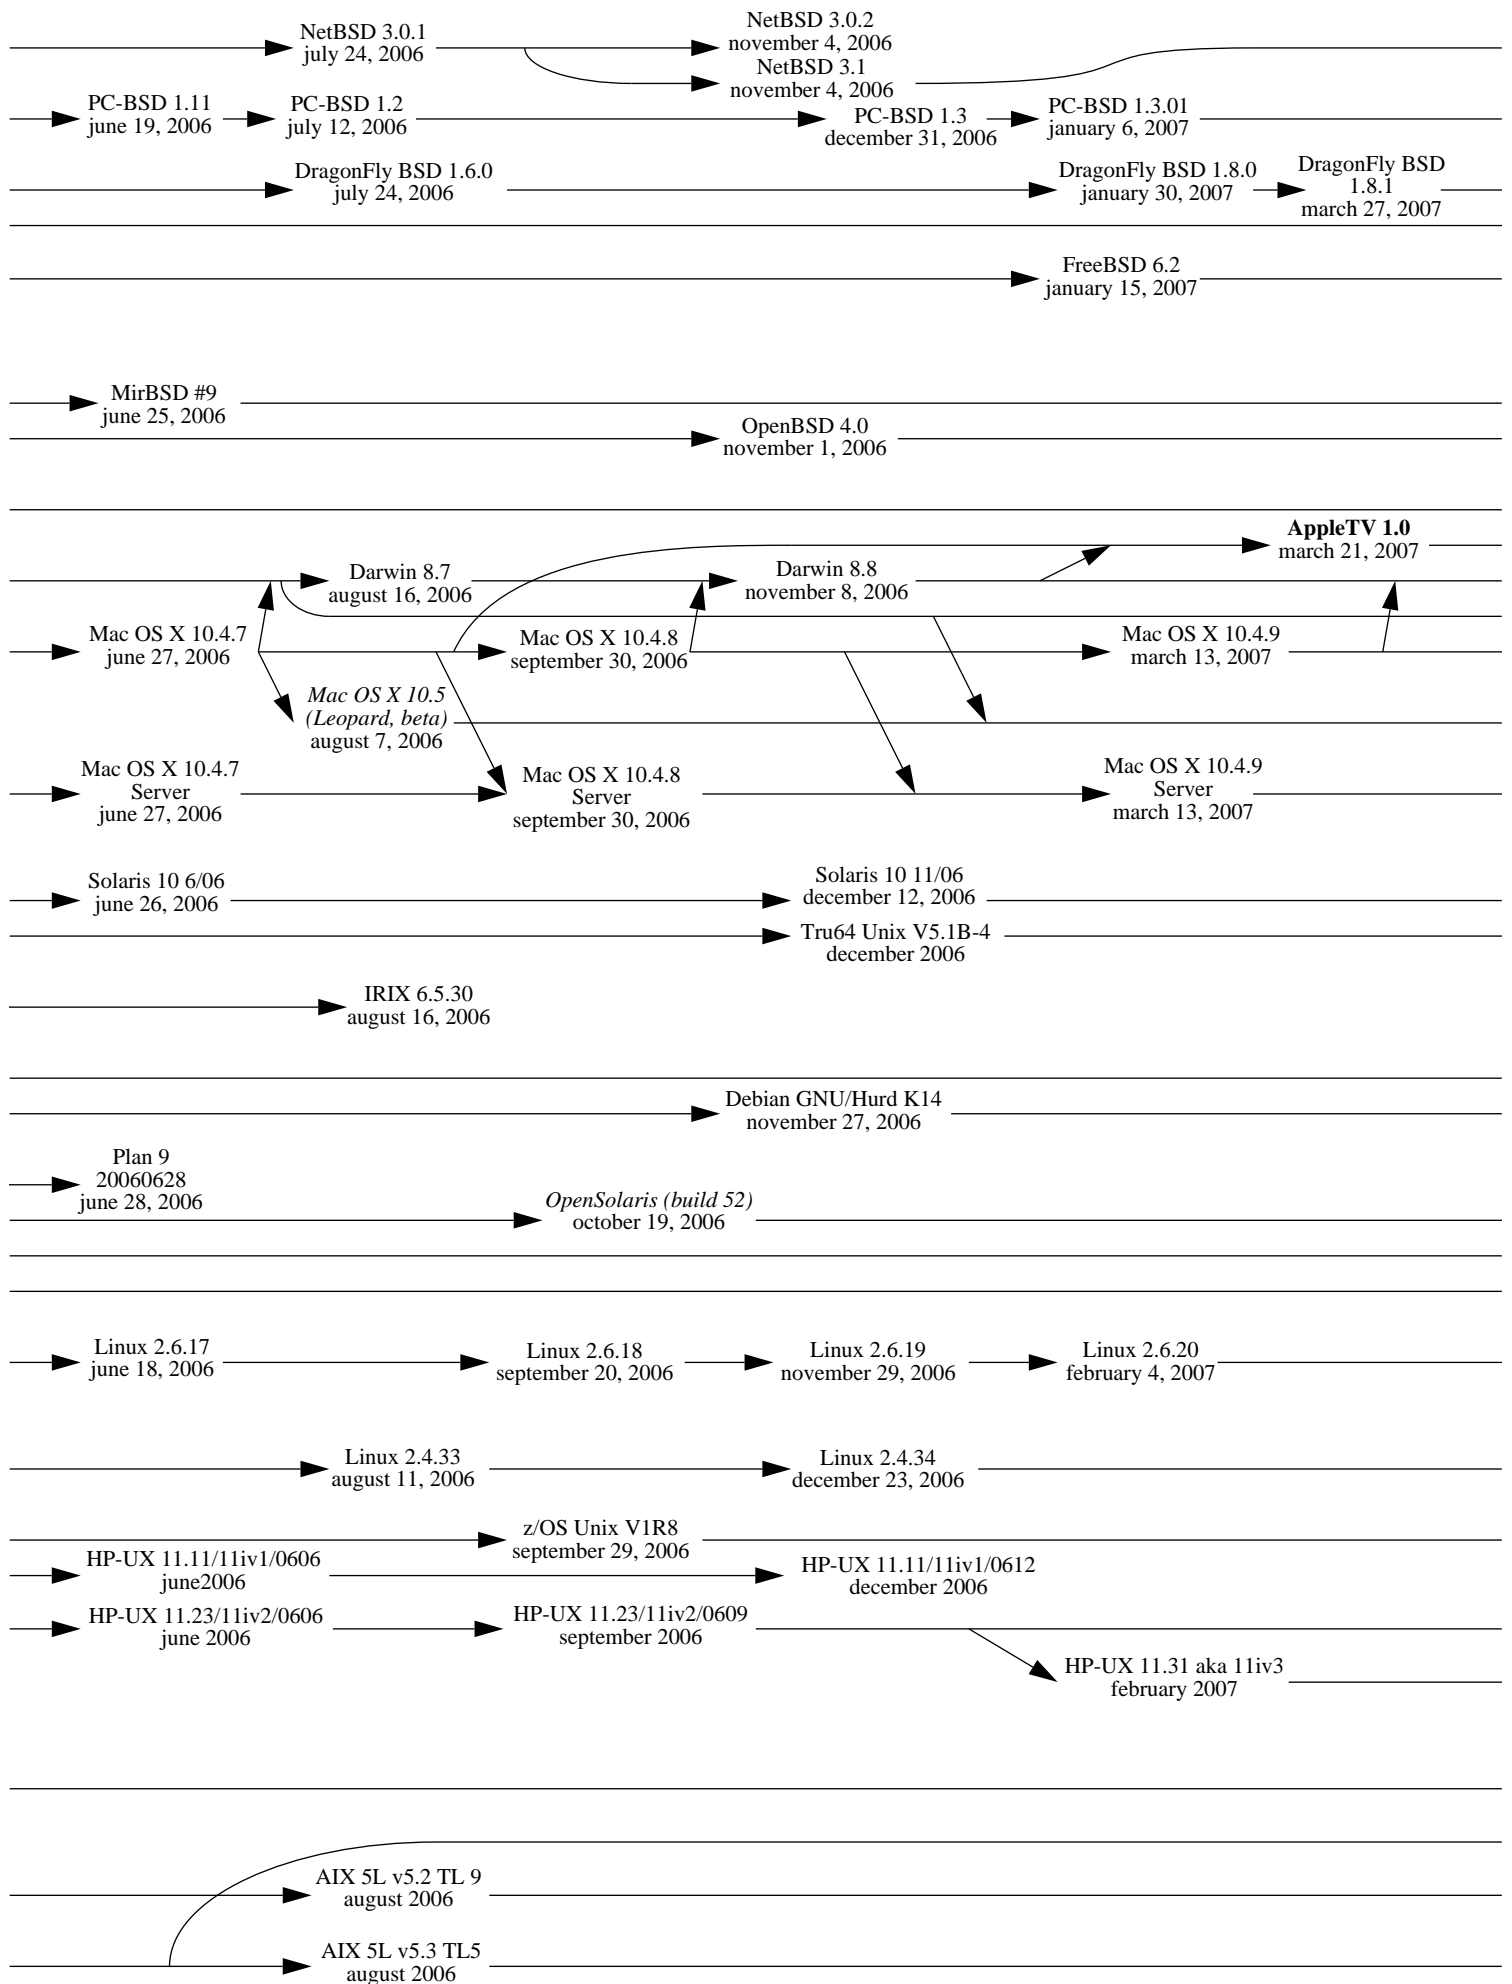 NetBSD 3.0.1
july 24, 2006
NetBSD 3.0.2
november 4, 2006
NetBSD 3.1
november 4, 2006
PC-BSD 1.11
june 19, 2006
PC-BSD 1.2
july 12, 2006
PC-BSD 1.3
december 31, 2006
PC-BSD 1.3.01
january 6, 2007
DragonFly BSD 1.6.0
july 24, 2006
DragonFly BSD 1.8.0
january 30, 2007
DragonFly BSD
1.8.1
march 27, 2007
FreeBSD 6.2
january 15, 2007
MirBSD #9
june 25, 2006
OpenBSD 4.0
november 1, 2006
AppleTV 1.0
march 21, 2007
Darwin 8.7
august 16, 2006
Darwin 8.8
november 8, 2006
Mac OS X 10.4.7
june 27, 2006
Mac OS X 10.4.8
september 30, 2006
Mac OS X 10.4.9
march 13, 2007
Mac OS X 10.5
(Leopard, beta)
august 7, 2006
Mac OS X 10.4.7
Server
june 27, 2006
Mac OS X 10.4.8
Server
september 30, 2006
Mac OS X 10.4.9
Server
march 13, 2007
Solaris 10 6/06
june 26, 2006
Solaris 10 11/06
december 12, 2006
Tru64 Unix V5.1B-4
december 2006
IRIX 6.5.30
august 16, 2006
Debian GNU/Hurd K14
november 27, 2006
Plan 9
20060628
june 28, 2006
OpenSolaris (build 52)
october 19, 2006
Linux 2.6.17
june 18, 2006
Linux 2.6.18
september 20, 2006
Linux 2.6.19
november 29, 2006
Linux 2.6.20
february 4, 2007
Linux 2.4.33
august 11, 2006
Linux 2.4.34
december 23, 2006
z/OS Unix V1R8
september 29, 2006
HP-UX 11.11/11iv1/0606
june2006
HP-UX 11.11/11iv1/0612
december 2006
HP-UX 11.23/11iv2/0606
june 2006
HP-UX 11.23/11iv2/0609
september 2006
HP-UX 11.31 aka 11iv3
february 2007
AIX 5L v5.2 TL 9
august 2006
AIX 5L v5.3 TL5
august 2006